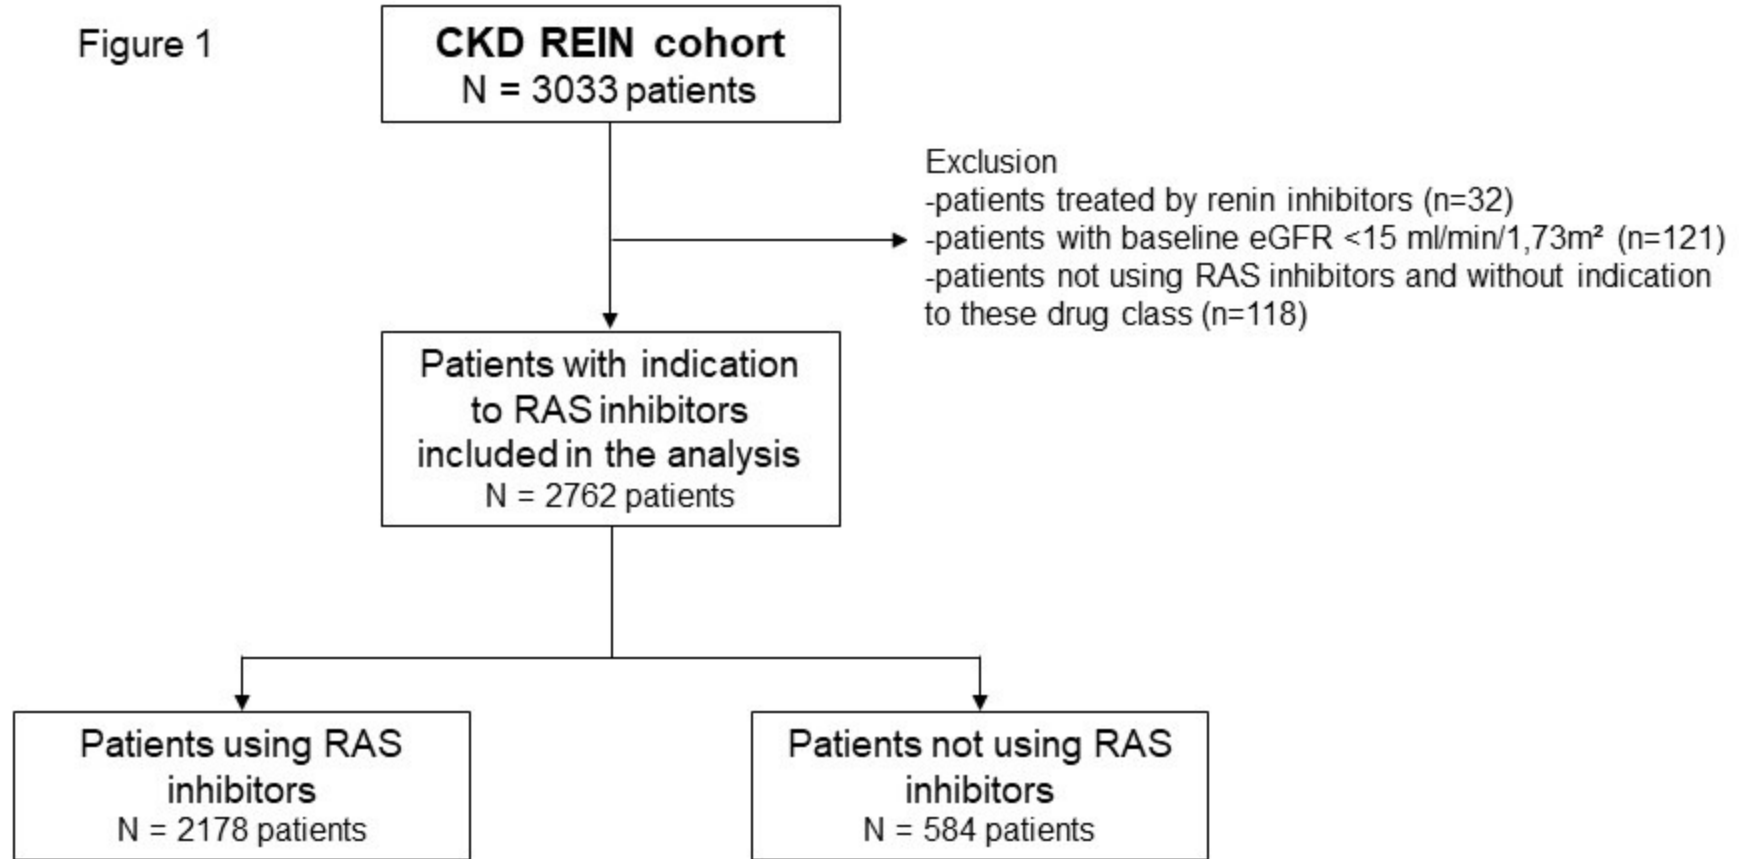 Figure 1
CKD REIN cohort
N = 3033 patients
Exclusion
-patients treated by renin inhibitors (n=32)
-patients with baseline eGFR <15 ml/min/1,73m² (n=121)
-patients not using RAS inhibitors and without indication
to these drug class (n=118)
Patients with indication
to RAS inhibitors
included in the analysis
N = 2762 patients
Patients using RAS
inhibitors
N = 2178 patients
Patients not using RAS
inhibitors
N = 584 patients